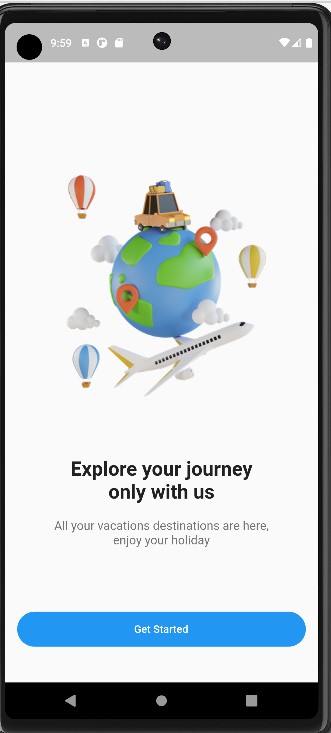 9:59
Explore your journey
only with us
All your vacations destinations are here,
enjoy your holiday
Get Started